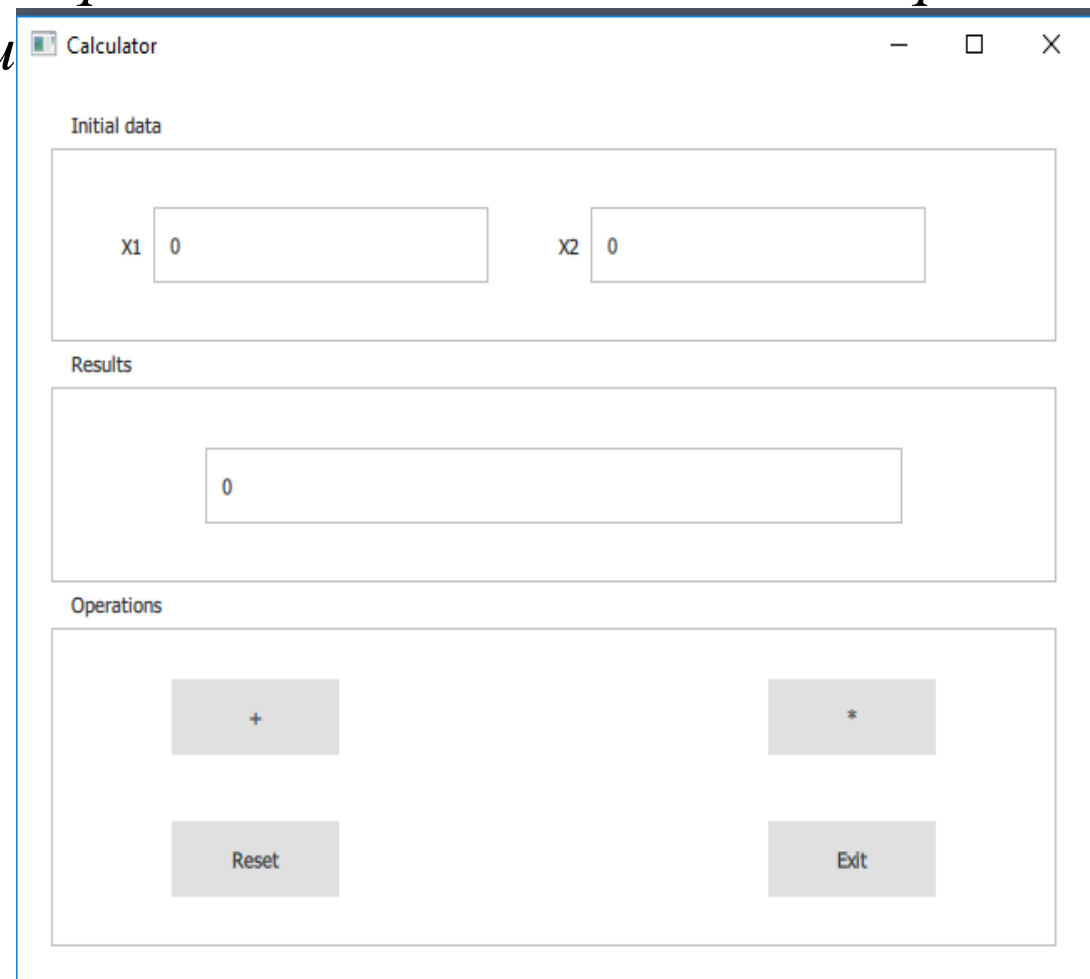 Calculator
Initial data
X1 0 X2 0
Results
0
Operations
+ *
Reset Exit